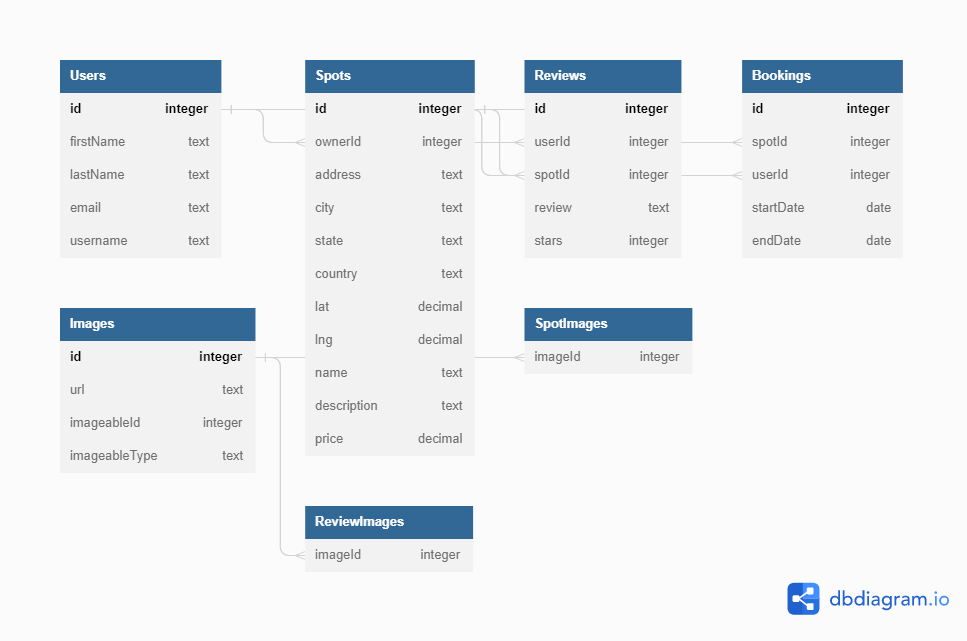 Users
id integer
firstName text
lastName text
email text
username text
Spots
id integer
ownerId integer
address text
city text
state text
country text
lat decimal
lng decimal
name text
description text
price decimal
Reviews
id integer
userId integer
spotId integer
review text
stars integer
Bookings
id integer
spotId integer
userId integer
startDate date
endDate date
Images
id integer
url text
imageableId integer
imageableType text
SpotImages
imageId integer
ReviewImages
imageId integer
dbdiagram.io